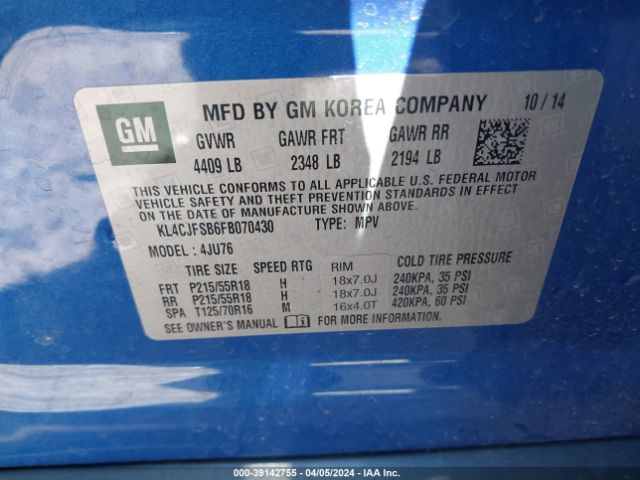 GM
MFD BY GM KOREA COMPANY 10/14
GVWR GAWR FRT GAWR RR
4409 LB 2348 LB 2194 LB
THIS VEHICLE CONFORMS TO ALL APPLICABLE U.S. FEDERAL MOTOR
VEHICLE SAFETY AND THEFT PREVENTION STANDARDS IN EFFECT
ON THE DATE OF MANUFACTURE SHOWN ABOVE.
KL4CJFSB6FB070430 TYPE: MPV
MODEL: 4JU76
TIRE SIZE SPEED RTG RIM COLD TIRE PRESSURE
FRT P215/55R18 H 18x7.0J 240KPA, 35 PSI
RR P215/55R18 H 18x7.0J 240KPA, 35 PSI
SPA T125/70R16 M 16x4.0T 420KPA, 60 PSI
SEE OWNER'S MANUAL FOR MORE INFORMATION.
000-39142755 - 04/05/2024 - IAA Inc.